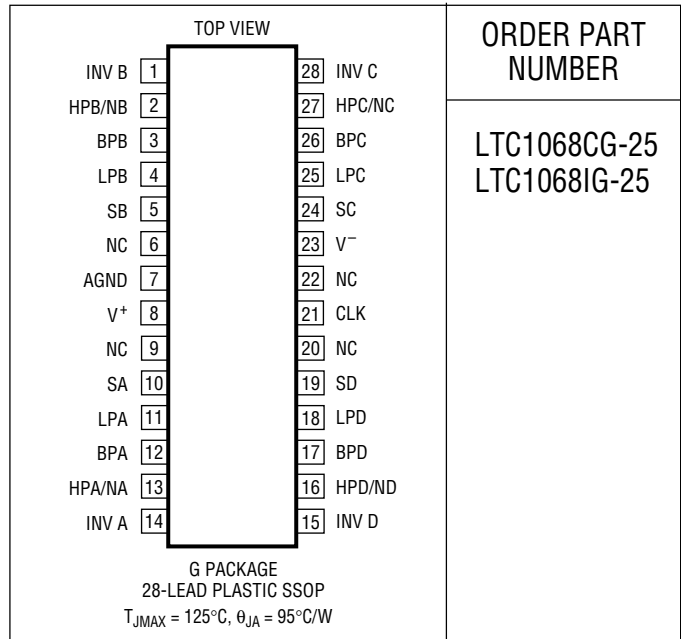 TOP VIEW
INV B 1
HPB/NB 2
BPB 3
LPB 4
SB 5
NC 6
AGND 7
V+ 8
NC 9
SA 10
LPA 11
BPA 12
HPA/NA 13
INV A 14
28 INV C
27 HPC/NC
26 BPC
25 LPC
24 SC
23 V–
22 NC
21 CLK
20 NC
19 SD
18 LPD
17 BPD
16 HPD/ND
15 INV D
G PACKAGE
28-LEAD PLASTIC SSOP
TJMAX = 125°C, θJA = 95°C/W
ORDER PART
NUMBER
LTC1068CG-25
LTC1068IG-25